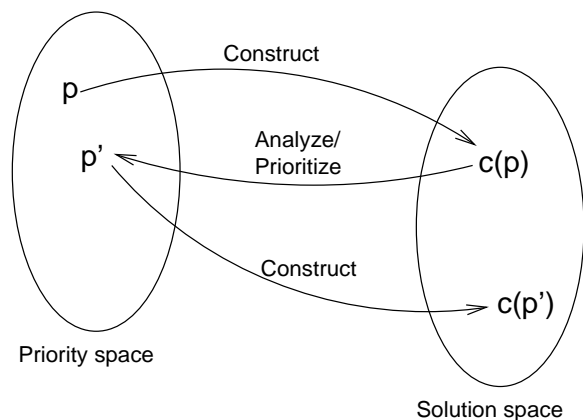 Construct
p
Analyze/
Prioritize
p'
c(p)
Construct
c(p')
Priority space
Solution space